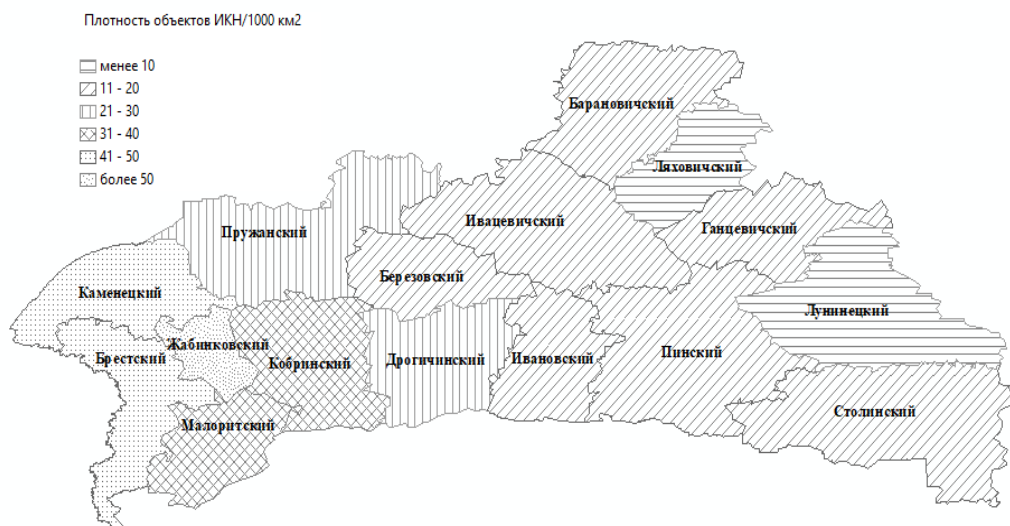 Плотность объектов ИКН/1000 км2
менее 10
11 - 20
21 - 30
31 - 40
41 - 50
более 50
Барановичский
Ляховичский
Ивацевичский
Ганцевичский
Пружанский
Березовский
Каменецкий
Лунинецкий
Жабинковский
Брестский
Кобринский
Дрогичинский
Ивановский
Пинский
Столинский
Малоритский